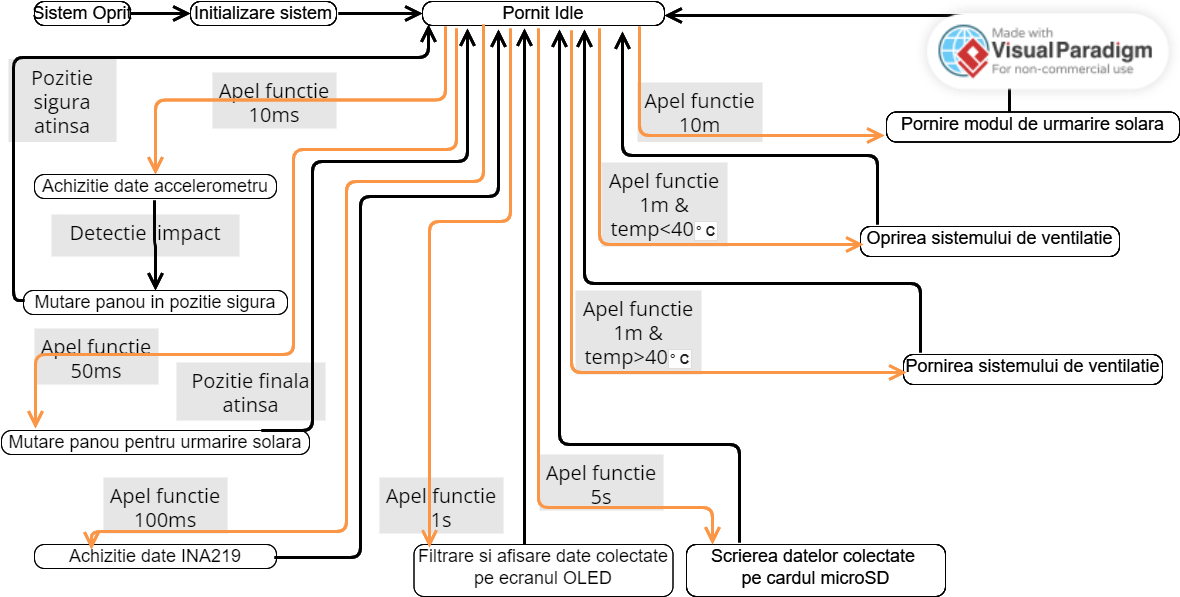 Sistem Oprit
Initializare sistem
Pornit Idle
Made with
Visual Paradigm
For non-commercial use
Pozitie
sigura
atinsa
Apel functie
10ms
Apel functie
10m
Pornire modul de urmarire solara
Achizitie date accelerometru
Apel functie
1m &
temp<40° C
Detectie impact
Oprirea sistemului de ventilatie
Mutare panou in pozitie sigura
Apel functie
1m &
temp>40° C
Apel functie
50ms
Pornirea sistemului de ventilatie
Pozitie finala
atinsa
Mutare panou pentru urmarire solara
Apel functie
100ms
Apel functie
1s
Apel functie
5s
Achizitie date INA219
Filtrare si afisare date colectate
pe ecranul OLED
Scrierea datelor colectate
pe cardul microSD